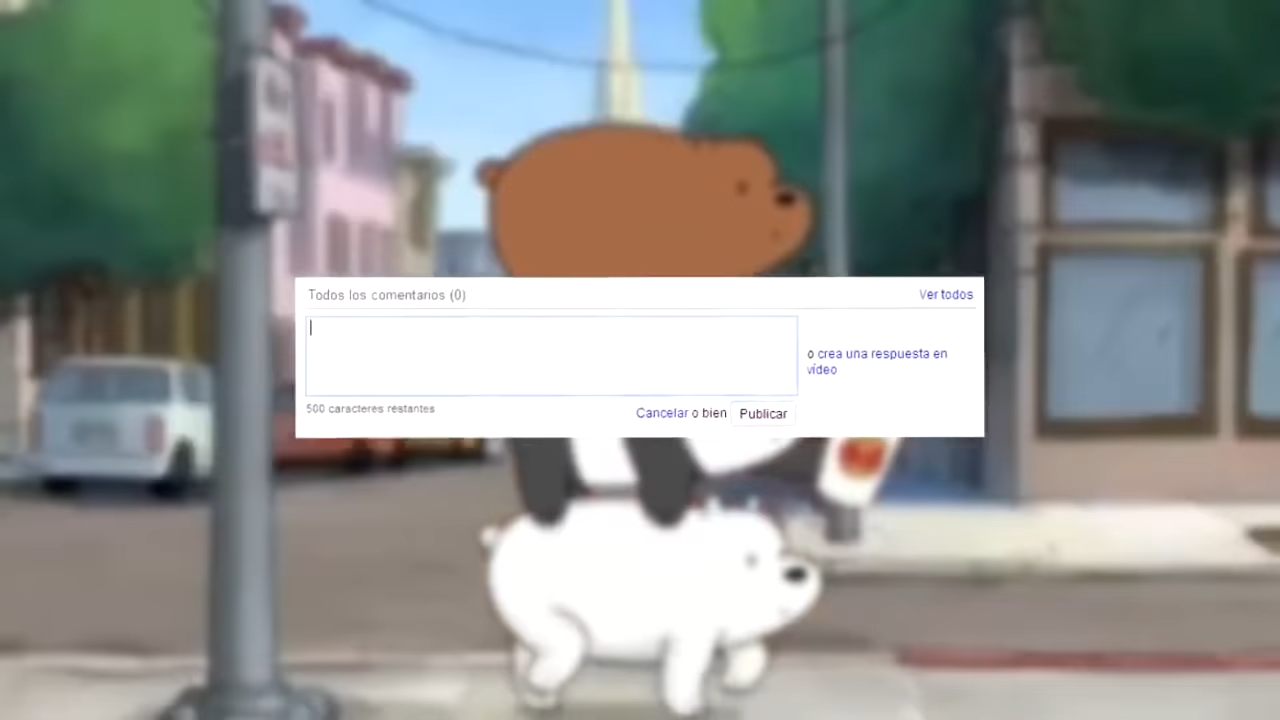 Todos los comentarios (0)
Ver todos
o crea una respuesta en
vídeo
500 caracteres restantes
Cancelar o bien Publicar